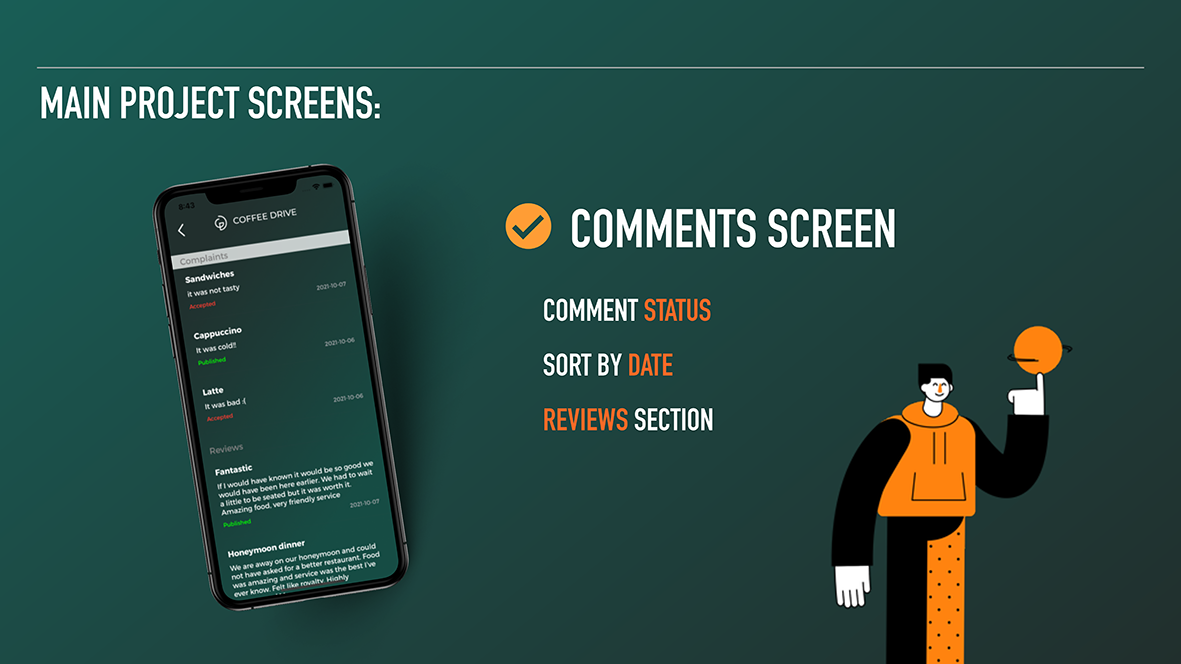 MAIN PROJECT SCREENS:
8:43
COFFEE DRIVE
Complaints
Sandwiches
it was not tasty
2021-10-07
Accepted
Cappucino
It was cold!!
2021-10-06
Published
Latte
It was bad :(
2021-10-06
Accepted
Reviews
Fantastic
If I would have known it would be so good we
would have been here earlier. We had to wait
a little to be seated but it was worth it.
Amazing food, very friendly service
2021-10-07
Published
Honeymoon dinner
We are away on our honeymoon and could
not have asked for a better restaurant. Food
was amazing and service was the best I've
ever know. Felt like royalty. Highly
COMMENTS SCREEN
COMMENT STATUS
SORT BY DATE
REVIEWS SECTION